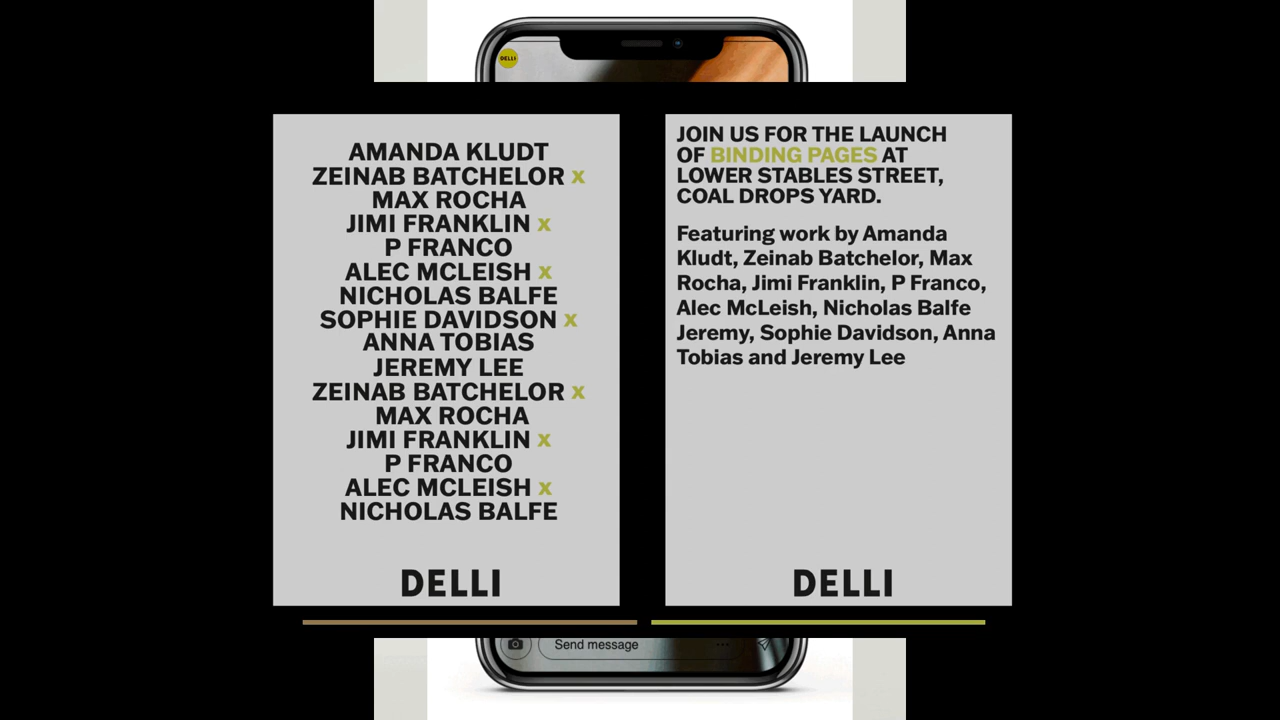 DELLI
AMANDA KLUDT
ZEINAB BATCHELOR x
MAX ROCHA
JIMI FRANKLIN x
P FRANCO
ALEC MCLEISH x
NICHOLAS BALFE
SOPHIE DAVIDSON x
ANNA TOBIAS
JEREMY LEE
ZEINAB BATCHELOR x
MAX ROCHA
JIMI FRANKLIN x
P FRANCO
ALEC MCLEISH x
NICHOLAS BALFE
DELLI
JOIN US FOR THE LAUNCH
OF BINDING PAGES AT
LOWER STABLES STREET,
COAL DROPS YARD.
Featuring work by Amanda
Kludt, Zeinab Batchelor, Max
Rocha, Jimi Franklin, P Franco,
Alec McLeish, Nicholas Balfe
Jeremy, Sophie Davidson, Anna
Tobias and Jeremy Lee
DELLI
Send message